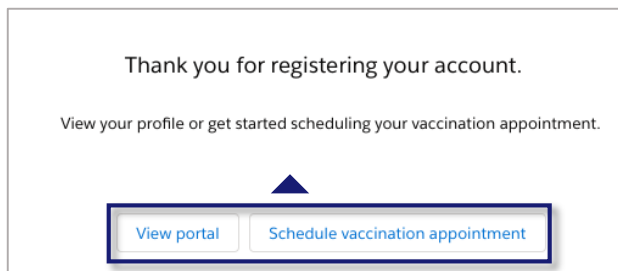 Thank you for registering your account.
View your profile or get started scheduling your vaccination appointment.
View portal
Schedule vaccination appointment